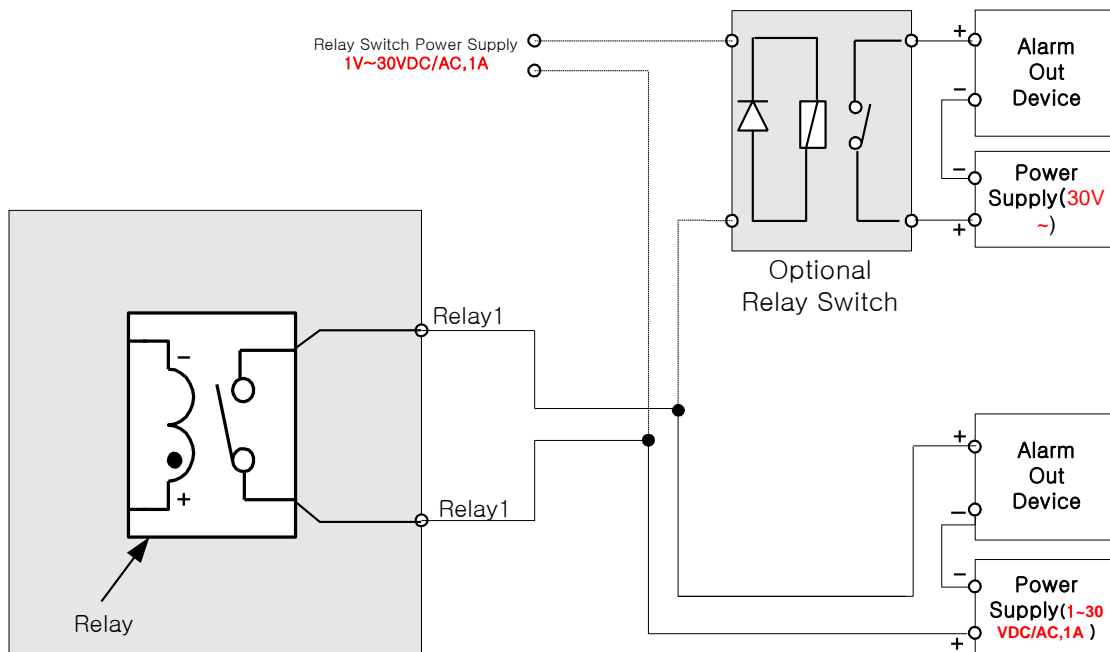 Relay Switch Power Supply
1V~30VDC/AC,1A
+
Alarm
Out
Device
−
−
Power
Supply(30V
~)
+
Optional
Relay Switch
Relay1
−
+
Relay1
Relay
+
Alarm
Out
Device
−
−
Power
Supply(1~30
VDC/AC,1A )
+